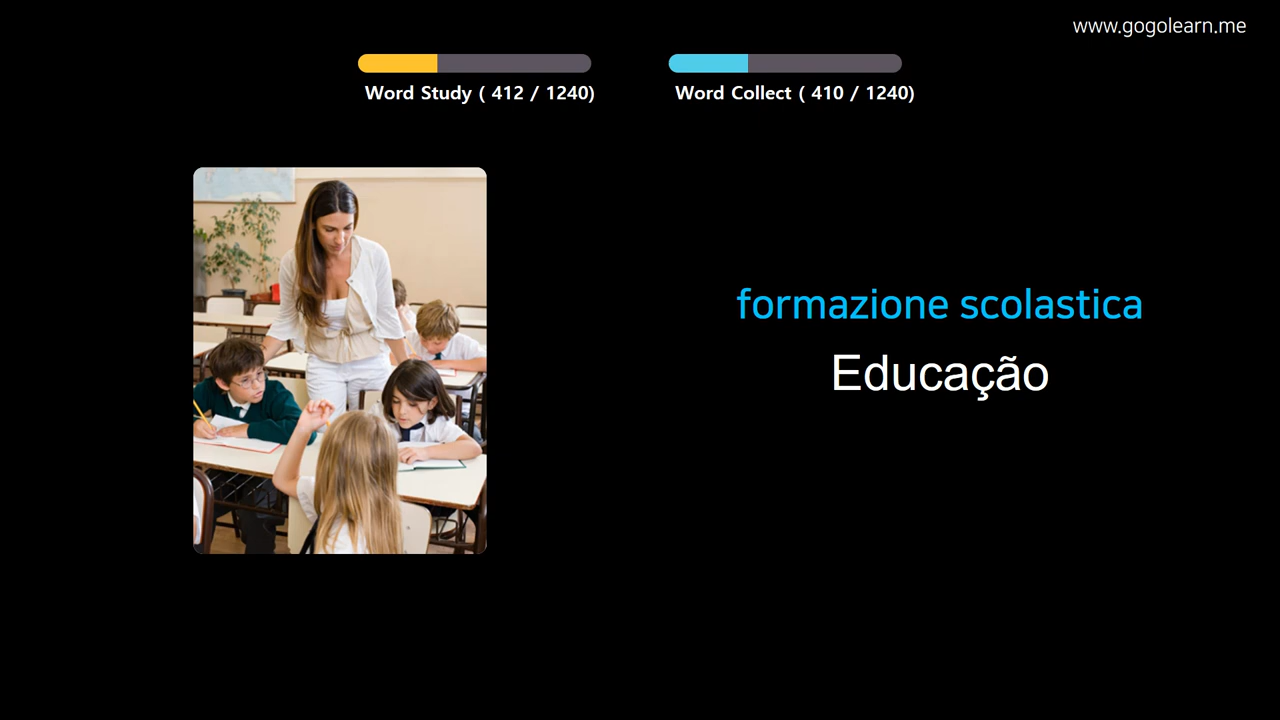 www.gogolearn.me
Word Study ( 412 / 1240)
Word Collect ( 410 / 1240)
formazione scolastica
Educação